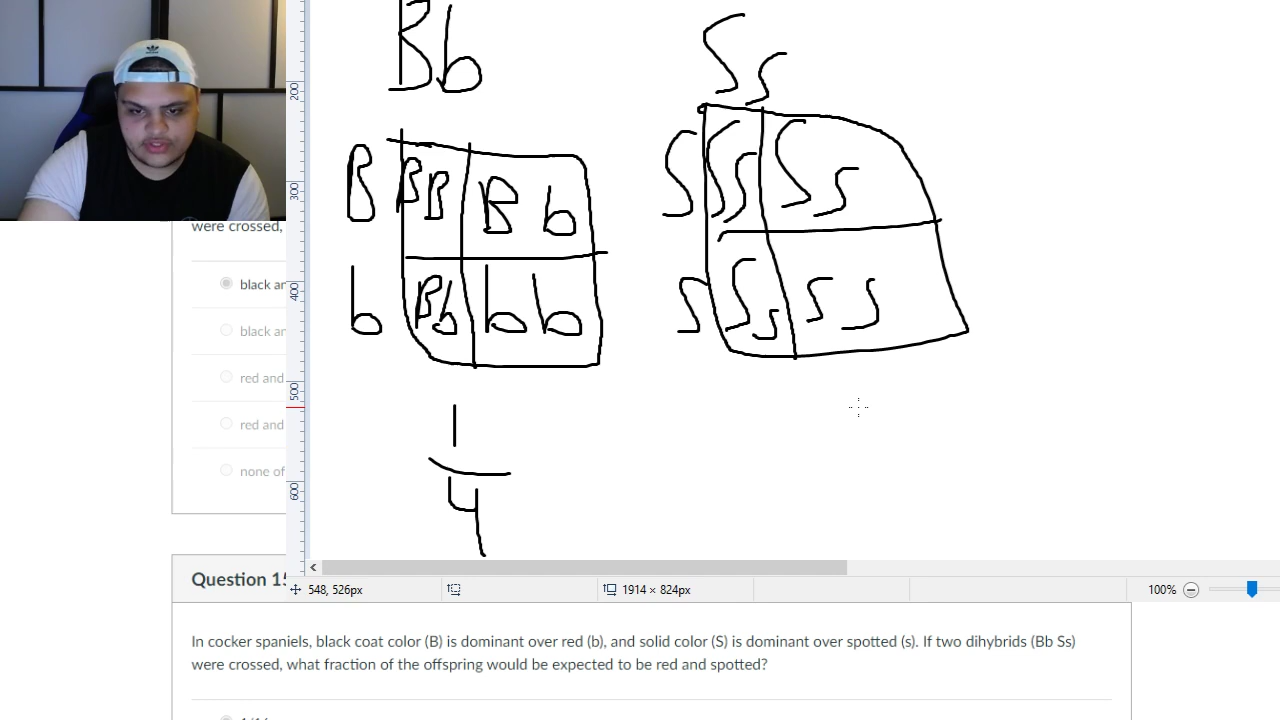 Bb
Ss
B BB Bb
b Bb bb
S SS Ss
s Ss ss
1
4
200
300
400
500
600
were crossed,
black an
black an
red and
red and
none of
548, 526px
1914 × 824px
100%
Question 15
In cocker spaniels, black coat color (B) is dominant over red (b), and solid color (S) is dominant over spotted (s). If two dihybrids (Bb Ss)
were crossed, what fraction of the offspring would be expected to be red and spotted?